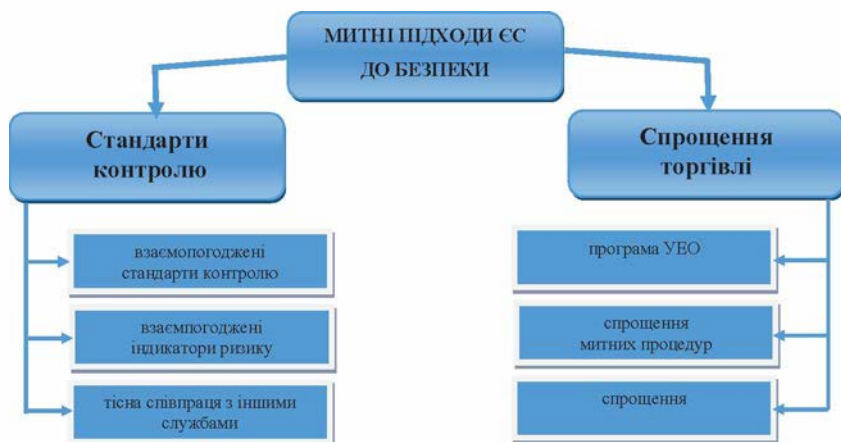 МИТНІ ПІДХОДИ ЄС
ДО БЕЗПЕКИ
Стандарти
контролю
взаємопогоджені
стандарти контролю
взаємпогоджені
індикатори ризику
тісна співпраця з іншими
службами
Спрощення
торгівлі
програма УЕО
спрощення
митних процедур
спрощення